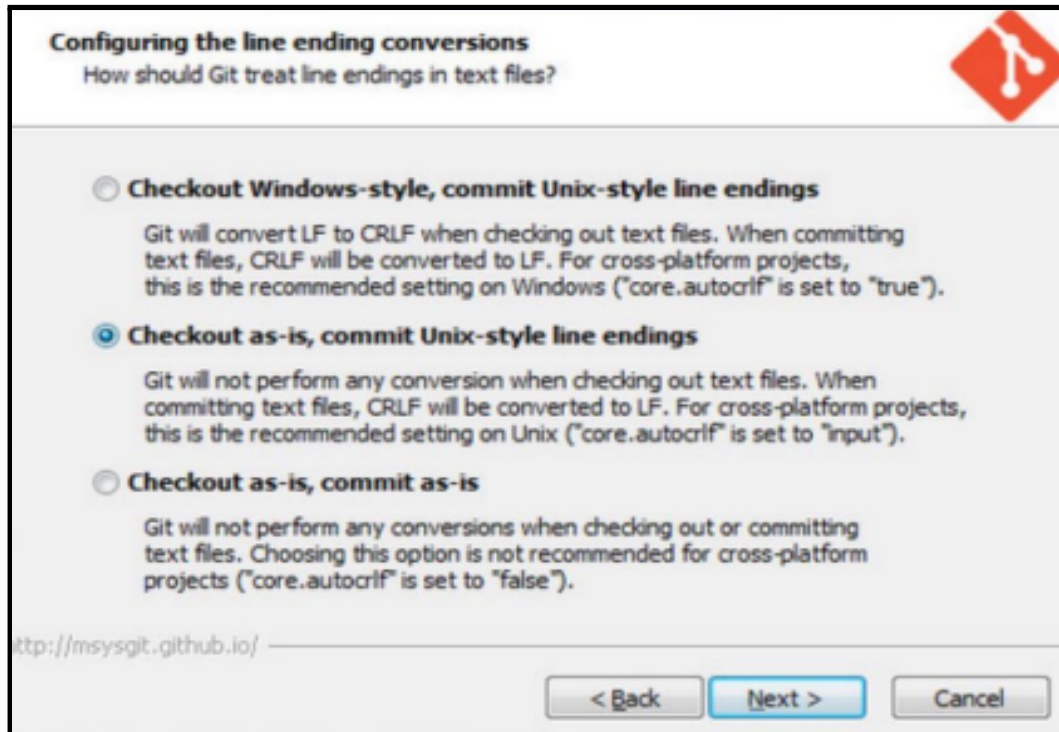 Configuring the line ending conversions
How should Git treat line endings in text files?
Checkout Windows-style, commit Unix-style line endings
Git will convert LF to CRLF when checking out text files. When committing
text files, CRLF will be converted to LF. For cross-platform projects,
this is the recommended setting on Windows ("core.autocrlf" is set to "true").
Checkout as-is, commit Unix-style line endings
Git will not perform any conversion when checking out text files. When
committing text files, CRLF will be converted to LF. For cross-platform projects,
this is the recommended setting on Unix ("core.autocrlf" is set to "input").
Checkout as-is, commit as-is
Git will not perform any conversions when checking out or committing
text files. Choosing this option is not recommended for cross-platform
projects ("core.autocrlf" is set to "false").
ttp://msysgit.github.io/
< Back Next > Cancel